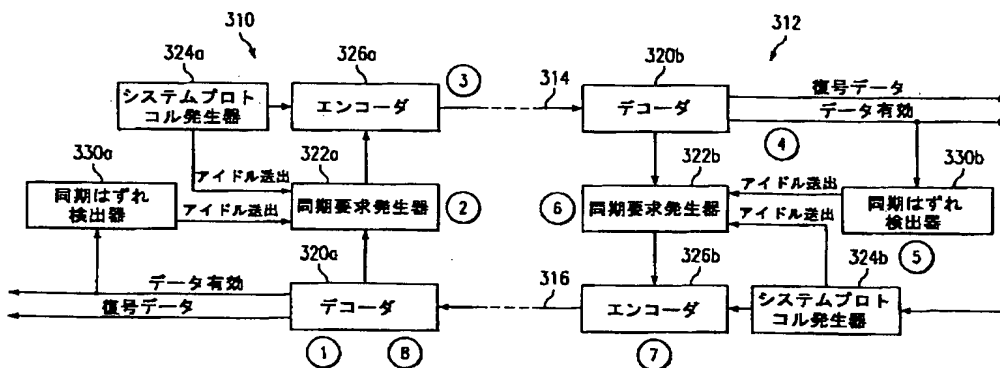 310
312
324a
326a
3
314
320b
システムプロト
コル発生器
エンコーダ
デコーダ
復号データ
データ有効
330a
322a
4
322b
330b
アイドル送出
アイドル送出
同期はずれ
検出器
アイドル送出
同期要求発生器
2
6
同期要求発生器
アイドル送出
同期はずれ
検出器
320a
326b
5
324b
データ有効
復号データ
デコーダ
316
エンコーダ
システムプロト
コル発生器
1
8
7